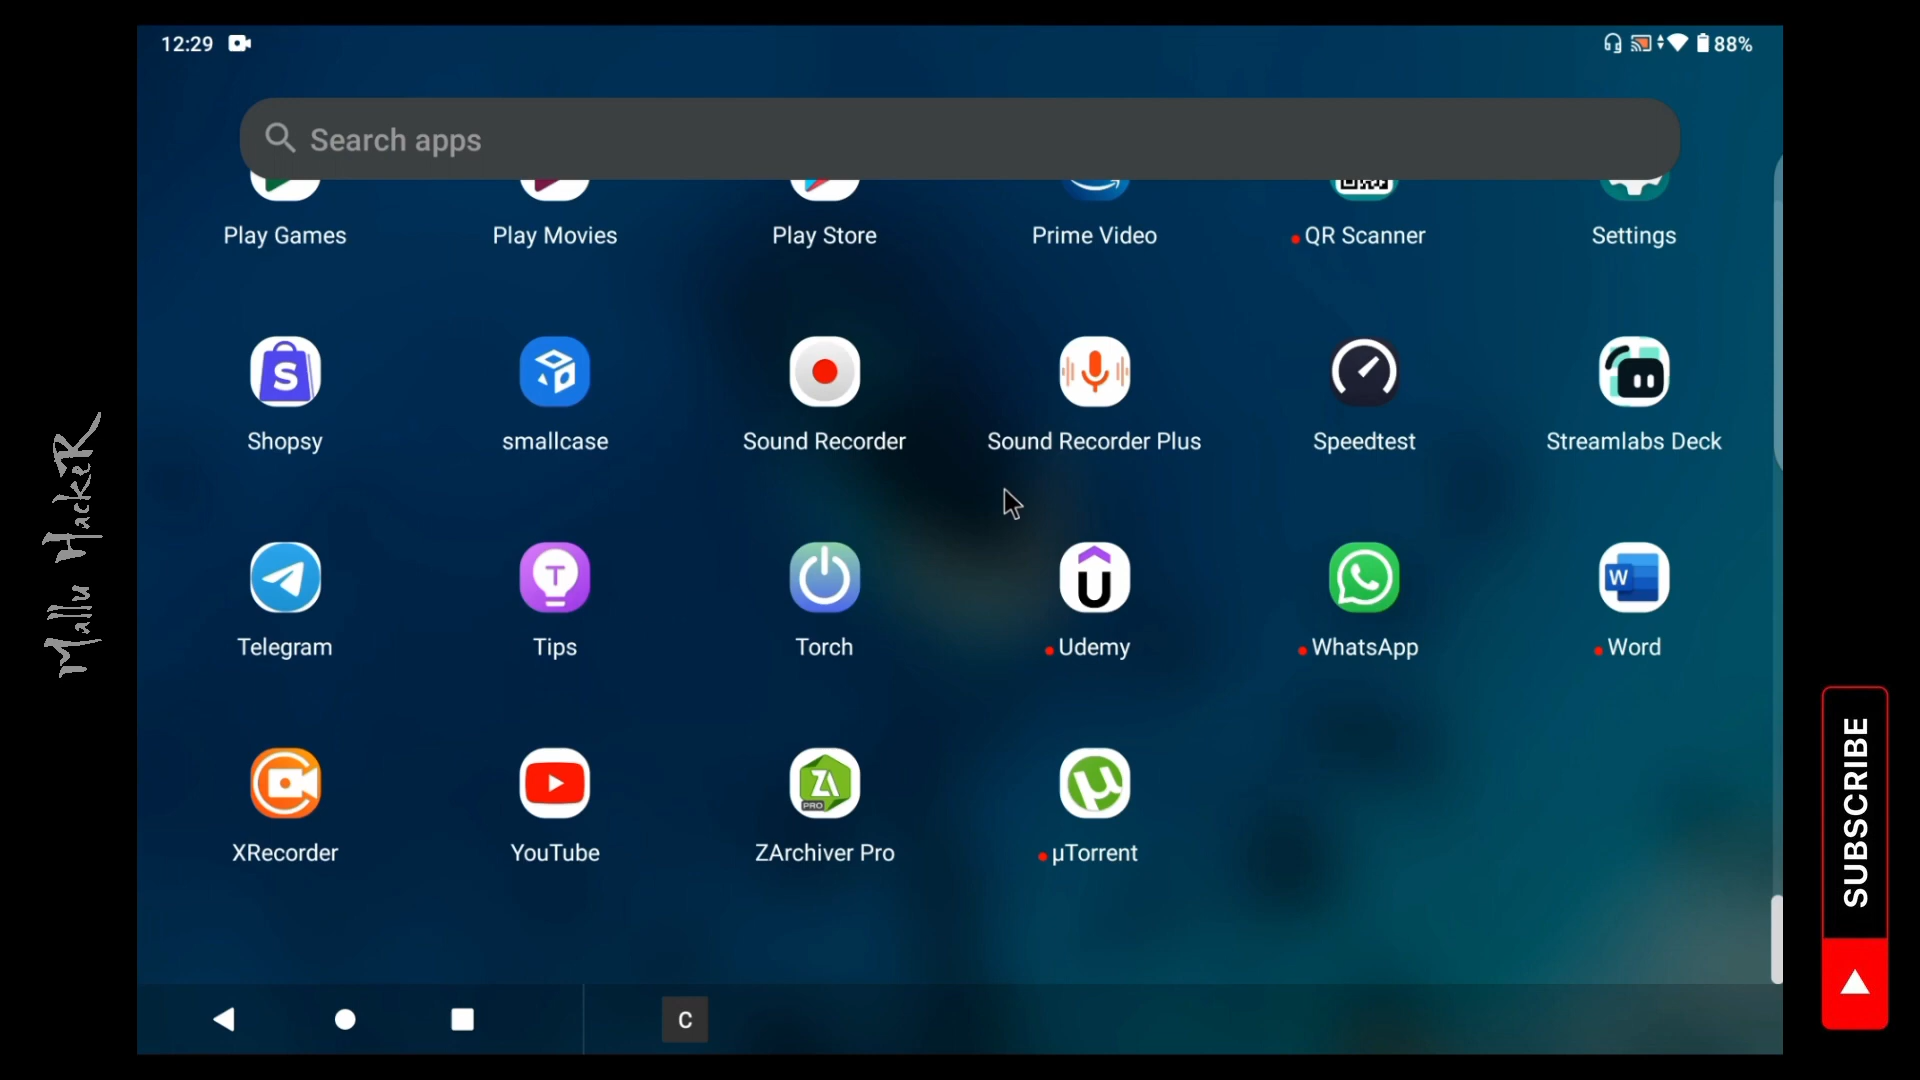 12:29
88%
Search apps
Play Games
Play Movies
Play Store
Prime Video
QR Scanner
Settings
S
Shopsy
smallcase
Sound Recorder
Sound Recorder Plus
Speedtest
Streamlabs Deck
T
U
W
Telegram
Tips
Torch
Udemy
WhatsApp
Word
ZA
PRO
µ
XRecorder
YouTube
ZArchiver Pro
µTorrent
C
Mallu HackeR
SUBSCRIBE